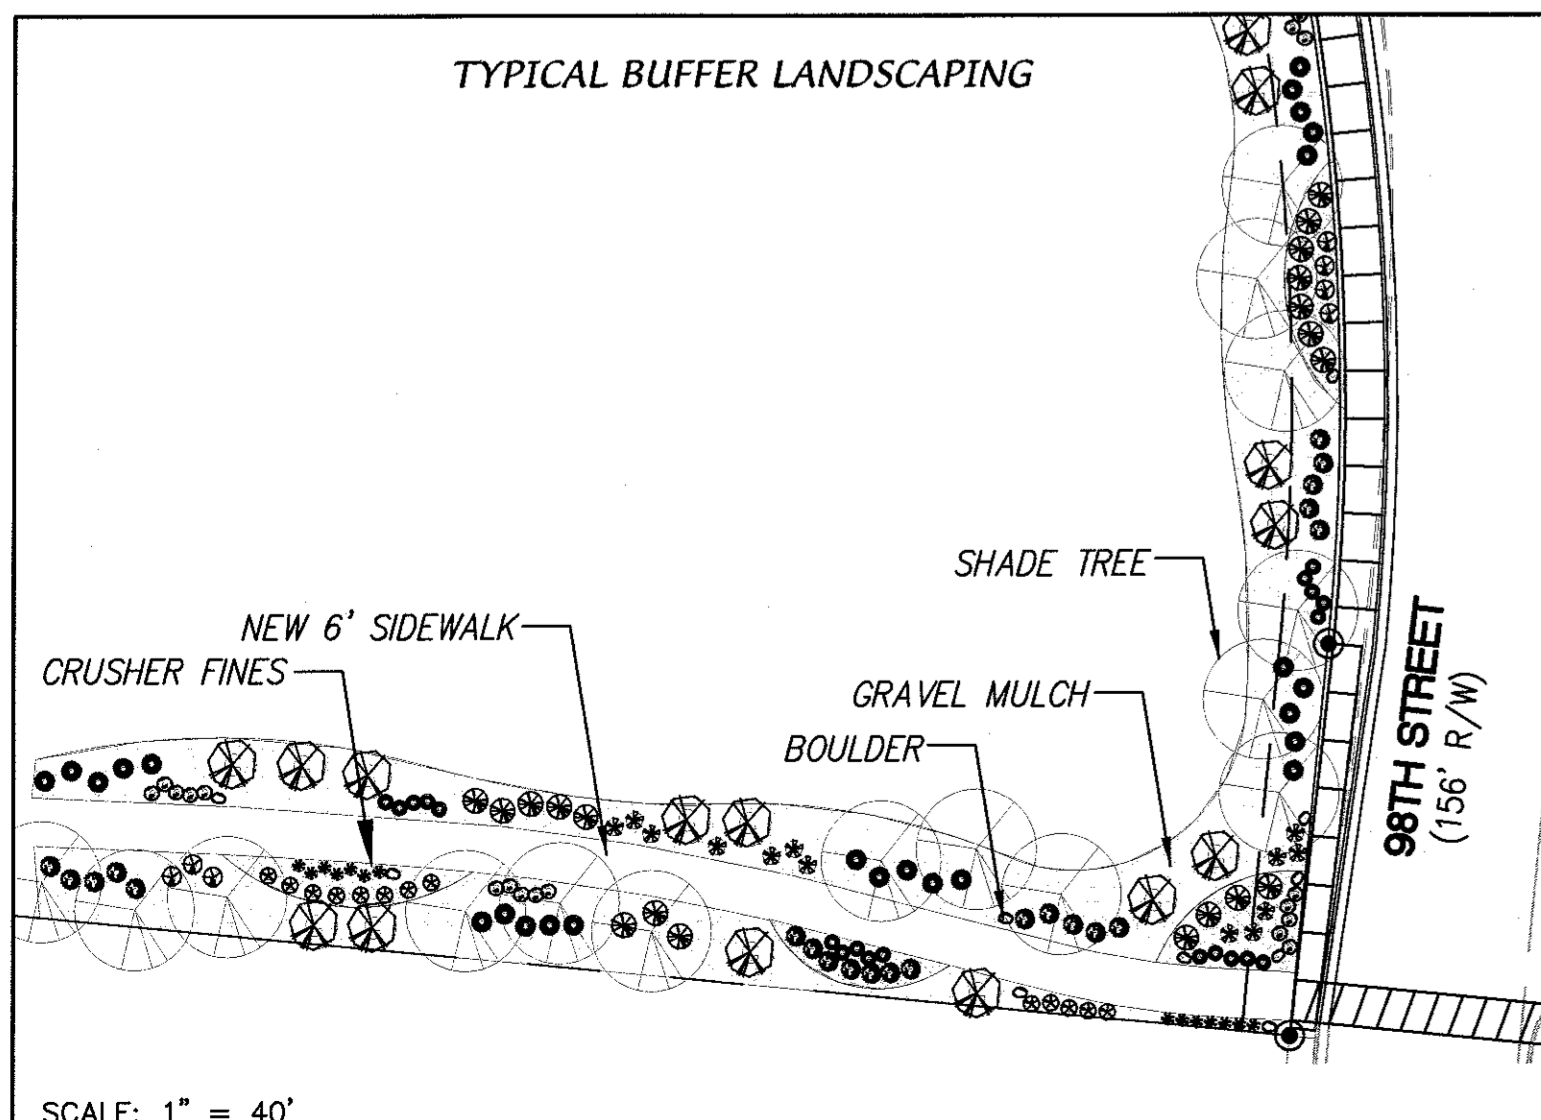 TYPICAL BUFFER LANDSCAPING
SHADE TREE
NEW 6' SIDEWALK
CRUSHER FINES
GRAVEL MULCH
BOULDER
98TH STREET
(156' R/W)
SCALE: 1" = 40'